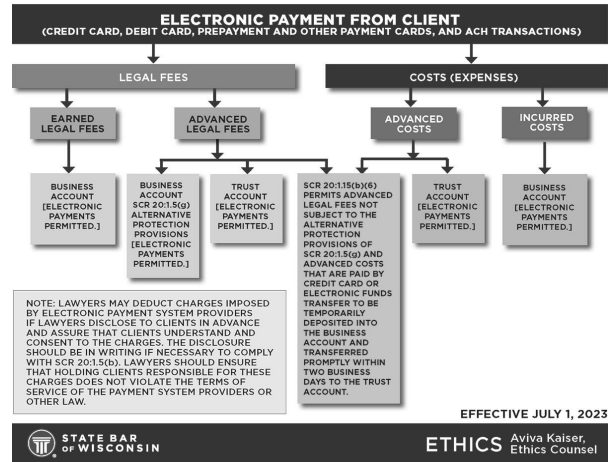 ELECTRONIC PAYMENT FROM CLIENT
(CREDIT CARD, DEBIT CARD, PREPAYMENT AND OTHER PAYMENT CARDS, AND ACH TRANSACTIONS)
LEGAL FEES
COSTS (EXPENSES)
EARNED
LEGAL FEES
ADVANCED
LEGAL FEES
ADVANCED
COSTS
INCURRED
COSTS
BUSINESS
ACCOUNT
[ELECTRONIC
PAYMENTS
PERMITTED.]
BUSINESS
ACCOUNT
SCR 20:1.5(g)
ALTERNATIVE
PROTECTION
PROVISIONS
[ELECTRONIC
PAYMENTS
PERMITTED.]
TRUST
ACCOUNT
[ELECTRONIC
PAYMENTS
PERMITTED.]
SCR 20:1.15(b)(6)
PERMITS ADVANCED
LEGAL FEES NOT
SUBJECT TO THE
ALTERNATIVE
PROTECTION
PROVISIONS OF
SCR 20:1.5(g) AND
ADVANCED COSTS
THAT ARE PAID BY
CREDIT CARD OR
ELECTRONIC FUNDS
TRANSFER TO BE
TEMPORARILY
DEPOSITED INTO
THE BUSINESS
ACCOUNT AND
TRANSFERRED
PROMPTLY WITHIN
TWO BUSINESS
DAYS TO THE TRUST
ACCOUNT.
TRUST
ACCOUNT
[ELECTRONIC
PAYMENTS
PERMITTED.]
BUSINESS
ACCOUNT
[ELECTRONIC
PAYMENTS
PERMITTED.]
NOTE: LAWYERS MAY DEDUCT CHARGES IMPOSED
BY ELECTRONIC PAYMENT SYSTEM PROVIDERS
IF LAWYERS DISCLOSE TO CLIENTS IN ADVANCE
AND ASSURE THAT CLIENTS UNDERSTAND AND
CONSENT TO THE CHARGES. THE DISCLOSURE
SHOULD BE IN WRITING IF NECESSARY TO COMPLY
WITH SCR 20:1.5(b). LAWYERS SHOULD ENSURE
THAT HOLDING CLIENTS RESPONSIBLE FOR THESE
CHARGES DOES NOT VIOLATE THE TERMS OF
SERVICE OF THE PAYMENT SYSTEM PROVIDERS OR
OTHER LAW.
EFFECTIVE JULY 1, 2023
STATE BAR
OF WISCONSIN
ETHICS
Aviva Kaiser,
Ethics Counsel